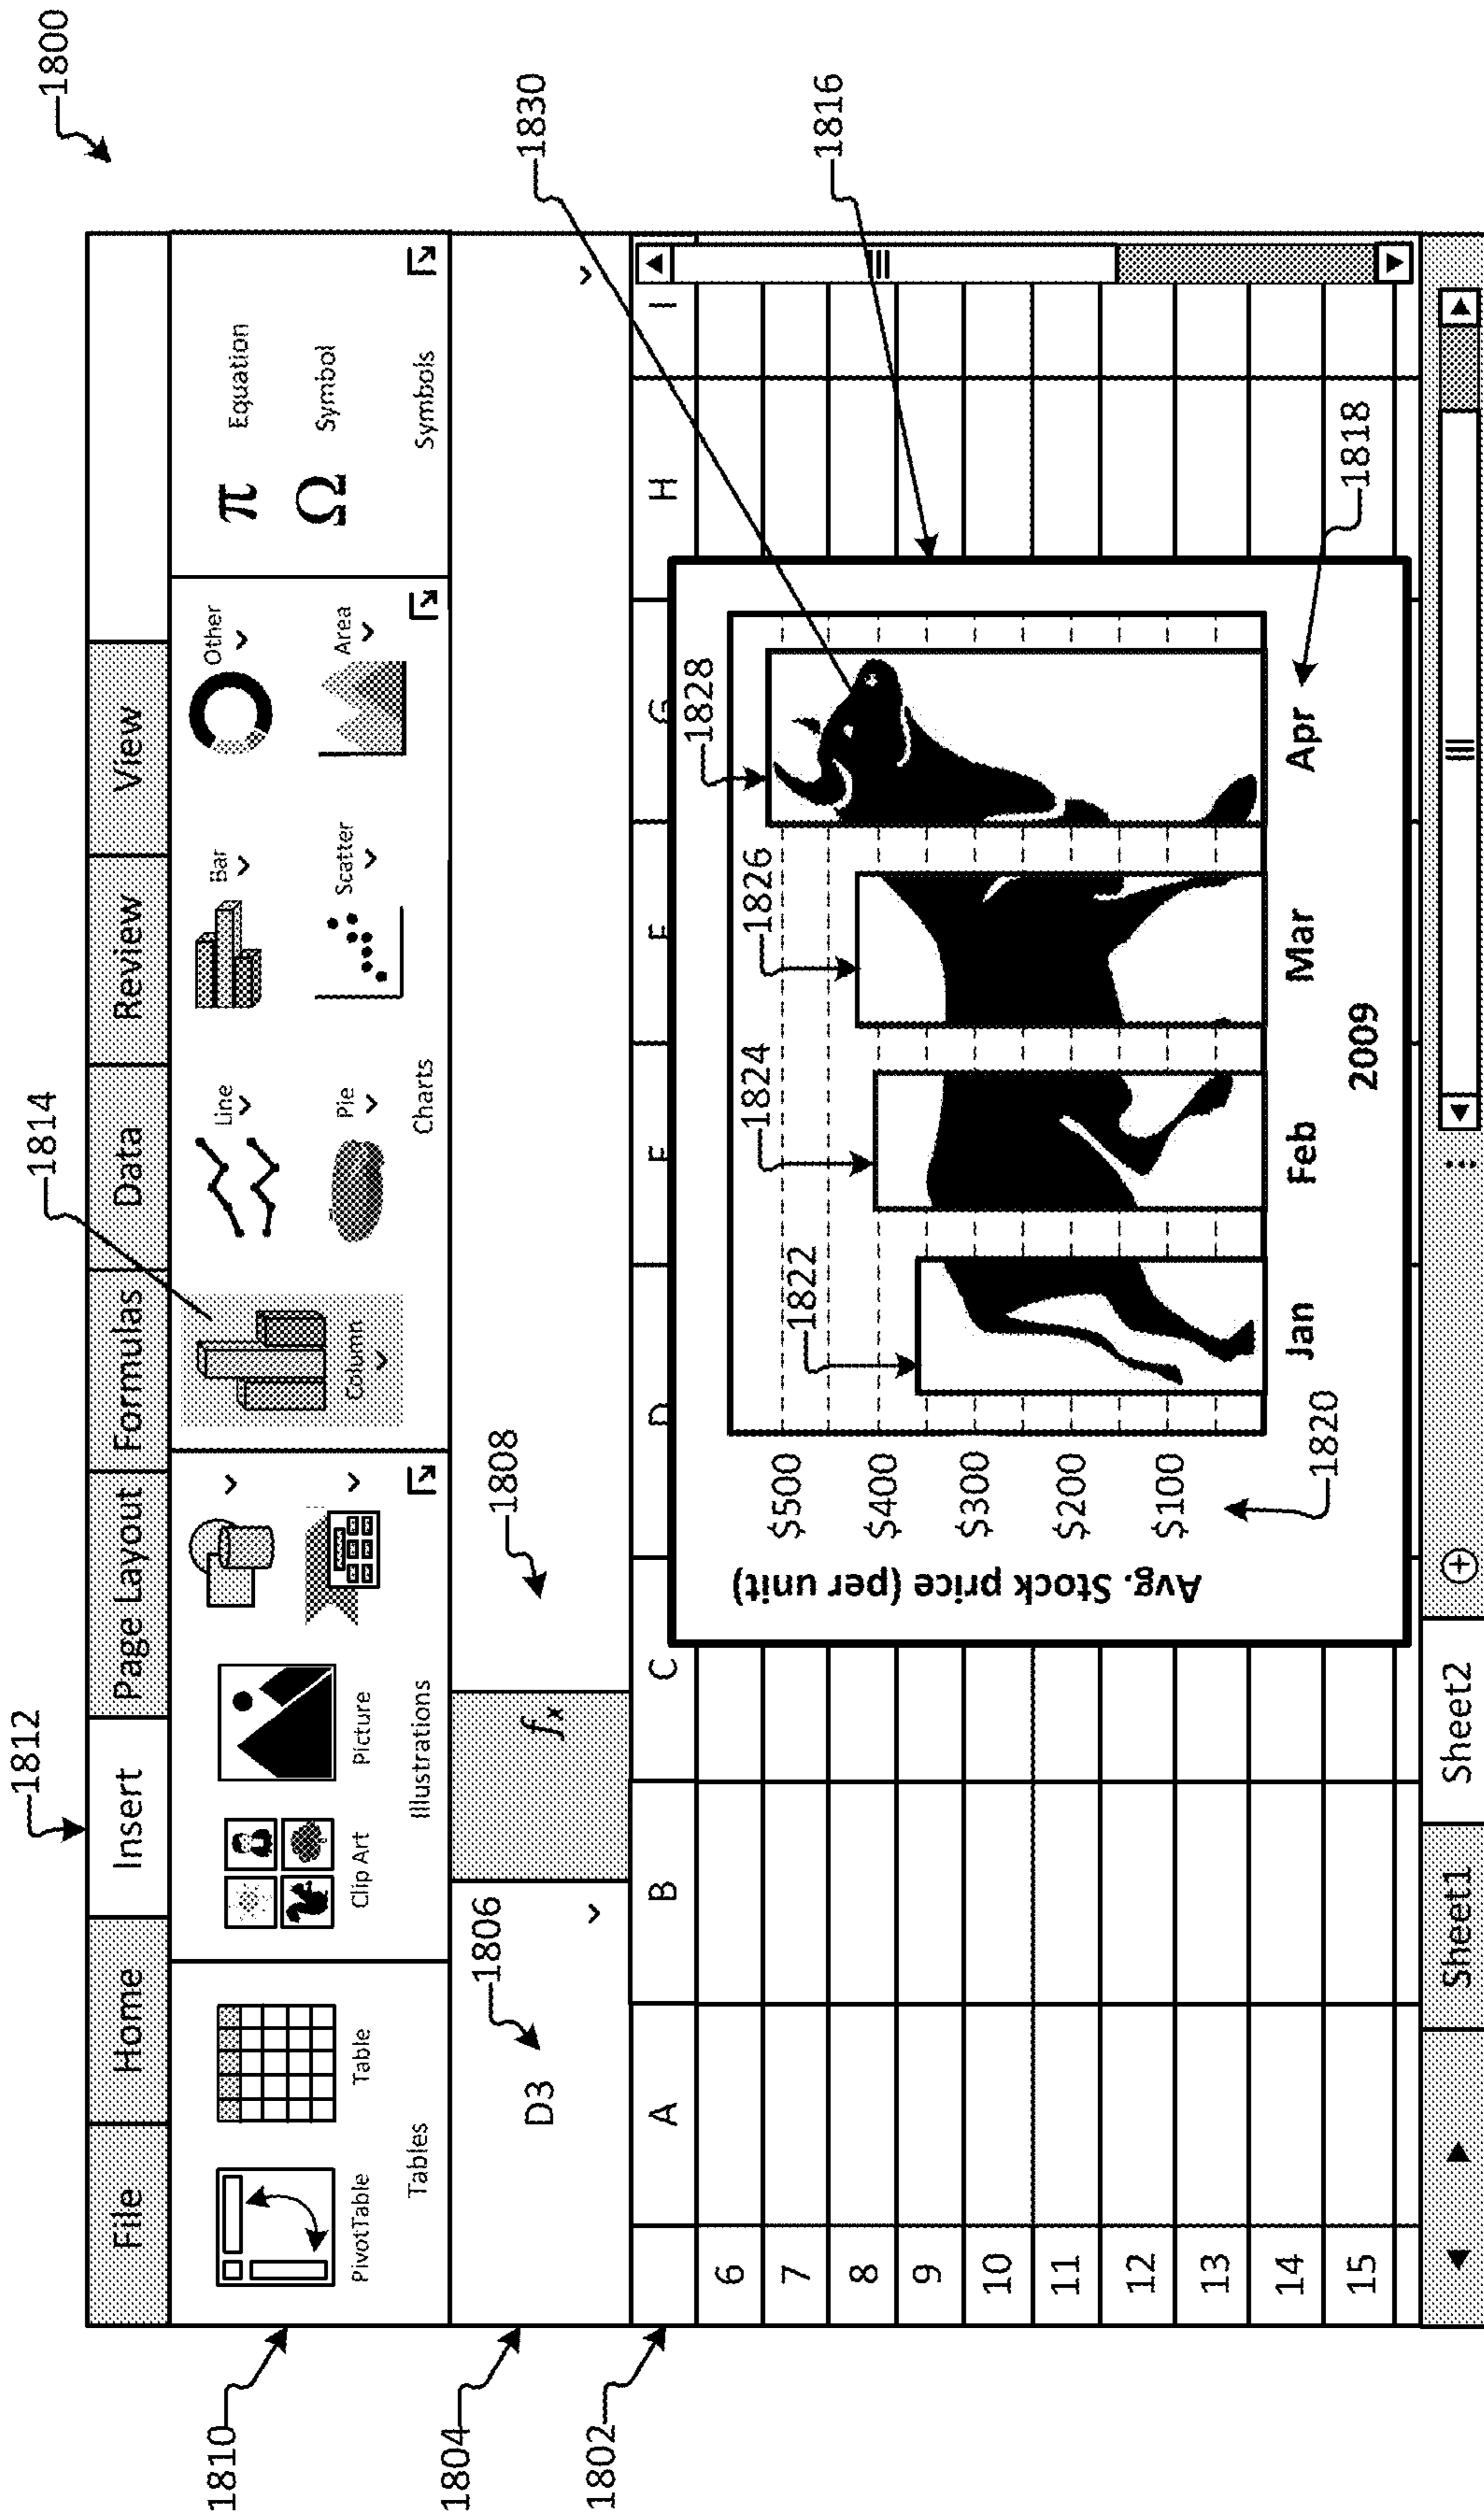 1800
1812
1814
File Home Insert Page Layout Formulas Data Review View
1810
PivotTable Table
Tables
Clip Art Picture
Illustrations
Column Line Bar Other
Pie Scatter Area
Charts
π Equation
Ω Symbol
Symbols
1804
D3
1806
fx
1808
1830
1802
A B C D E F G H I
6
7
8
9
10
11
12
13
14
15
1816
Avg. Stock price (per unit)
$500
$400
$300
$200
$100
1820
1822
1824
1826
1828
Jan Feb Mar Apr
1818
2009
Sheet1 Sheet2